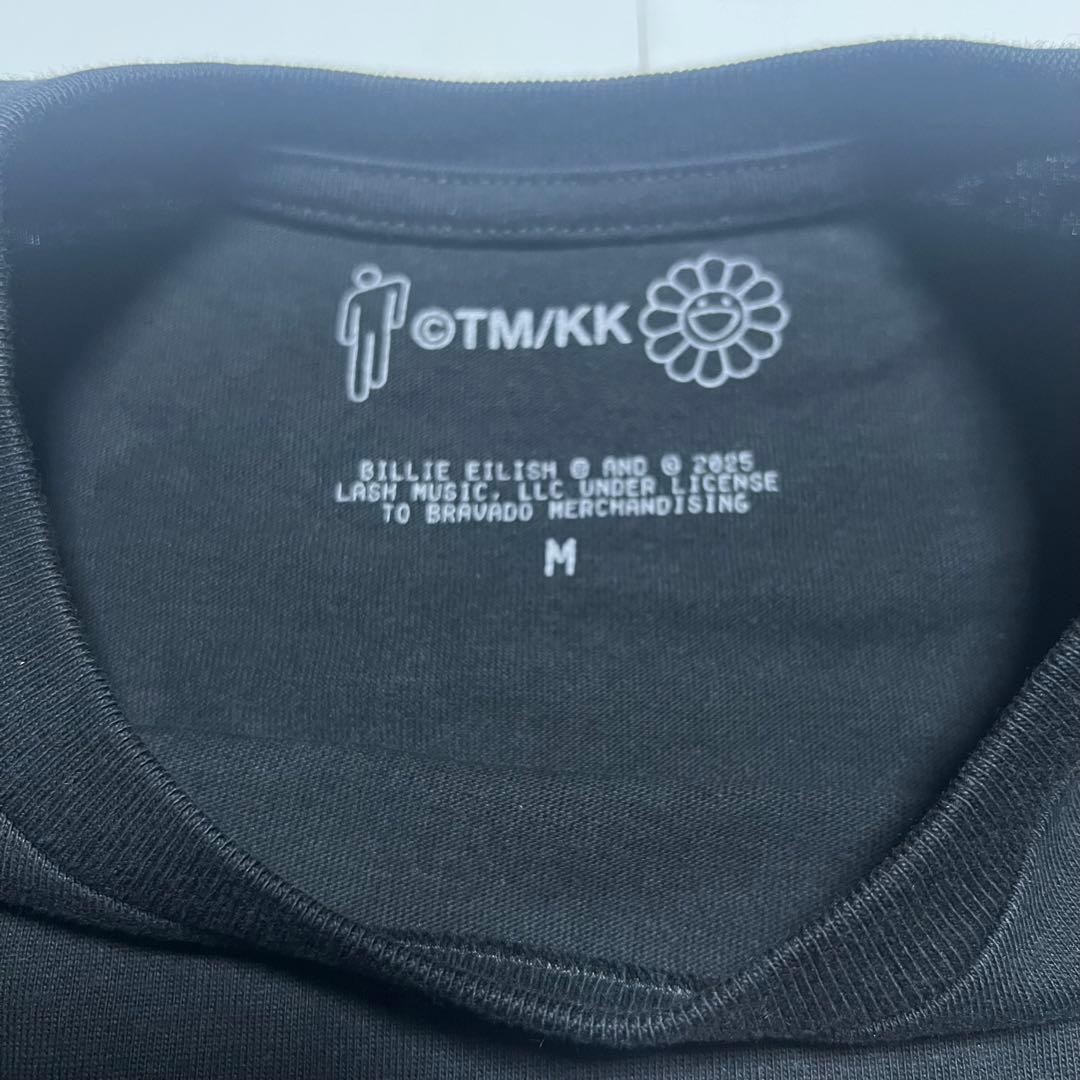 ©TM/KK
BILLIE EILISH ® AND © 2025
LASH MUSIC, LLC UNDER LICENSE
TO BRAVADO MERCHANDISING
M